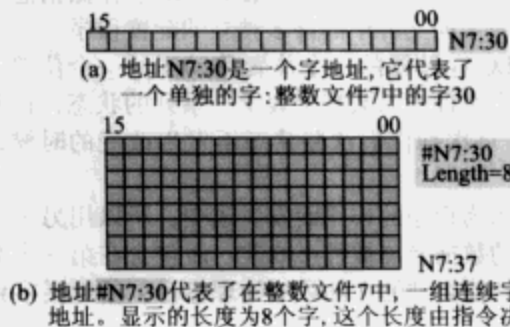 15 00
N7:30
(a) 地址N7:30是一个字地址,它代表了
一个单独的字:整数文件7中的字30
15 00
#N7:30
Length=8
N7:37
(b) 地址#N7:30代表了在整数文件7中,一组连续字
地址。显示的长度为8个字,这个长度由指令决